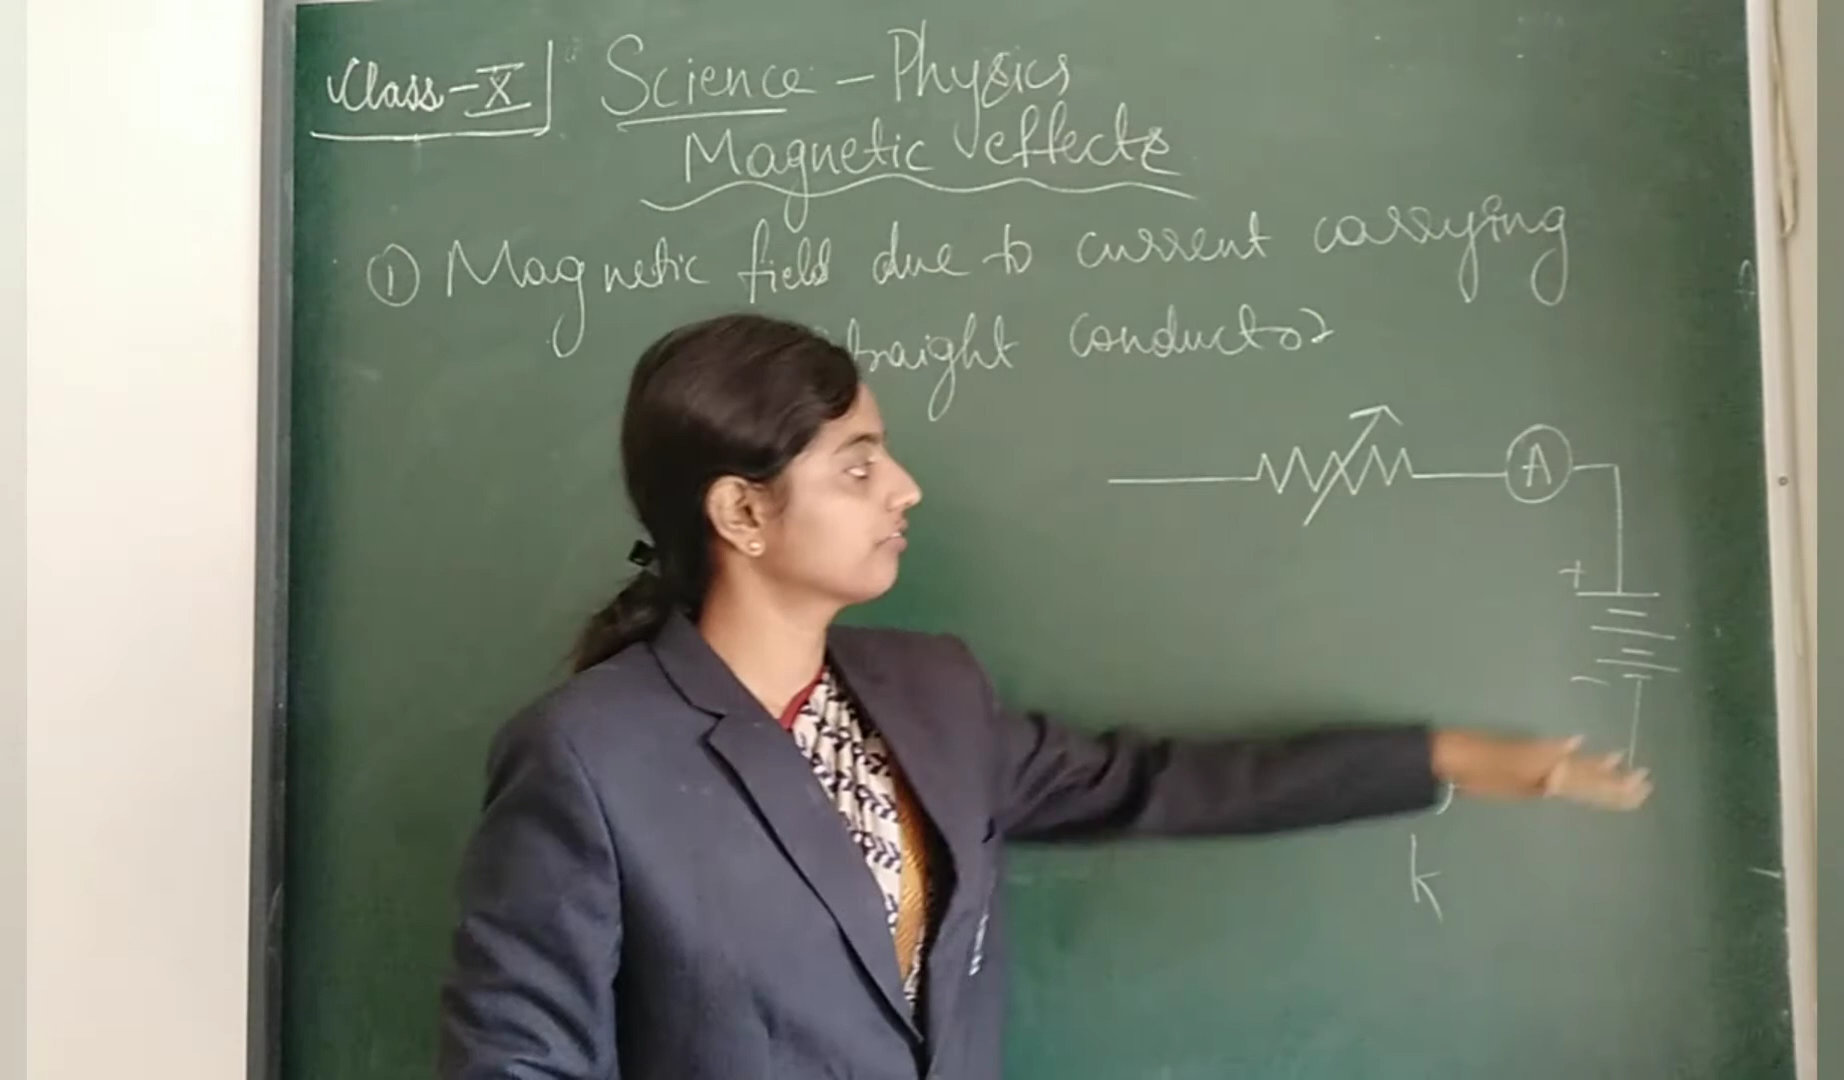 Class-X Science - Physics
Magnetic effects
① Magnetic field due to current carrying
straight conductor
A
+
-
k